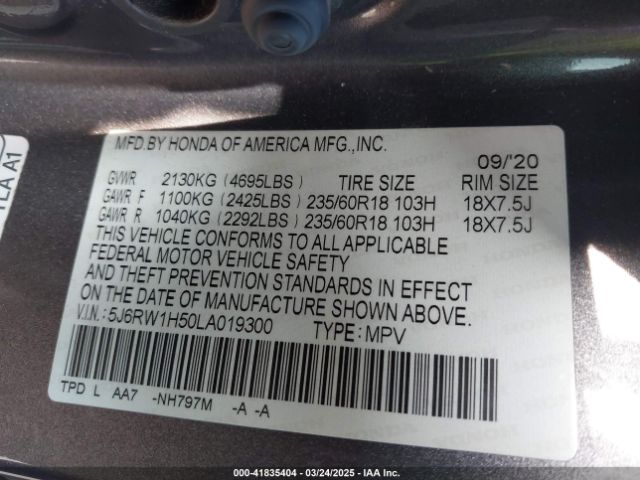 MFD.BY HONDA OF AMERICA MFG.,INC.
09/'20
GVWR 2130KG (4695LBS) TIRE SIZE RIM SIZE
GAWR F 1100KG (2425LBS) 235/60R18 103H 18X7.5J
GAWR R 1040KG (2292LBS) 235/60R18 103H 18X7.5J
THIS VEHICLE CONFORMS TO ALL APPLICABLE
FEDERAL MOTOR VEHICLE SAFETY
AND THEFT PREVENTION STANDARDS IN EFFECT
ON THE DATE OF MANUFACTURE SHOWN ABOVE.
V.I.N.:5J6RW1H50LA019300 TYPE:MPV
TPD L AA7 -NH797M -A -A
TLA A1
000-41835404 - 03/24/2025 - IAA Inc.